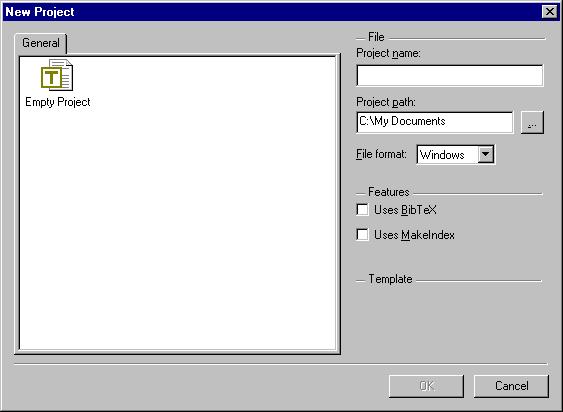 New Project
General
T
Empty Project
File
Project name:
Project path:
C:\My Documents
...
File format:
Windows
Features
Uses BibTeX
Uses MakeIndex
Template
OK
Cancel